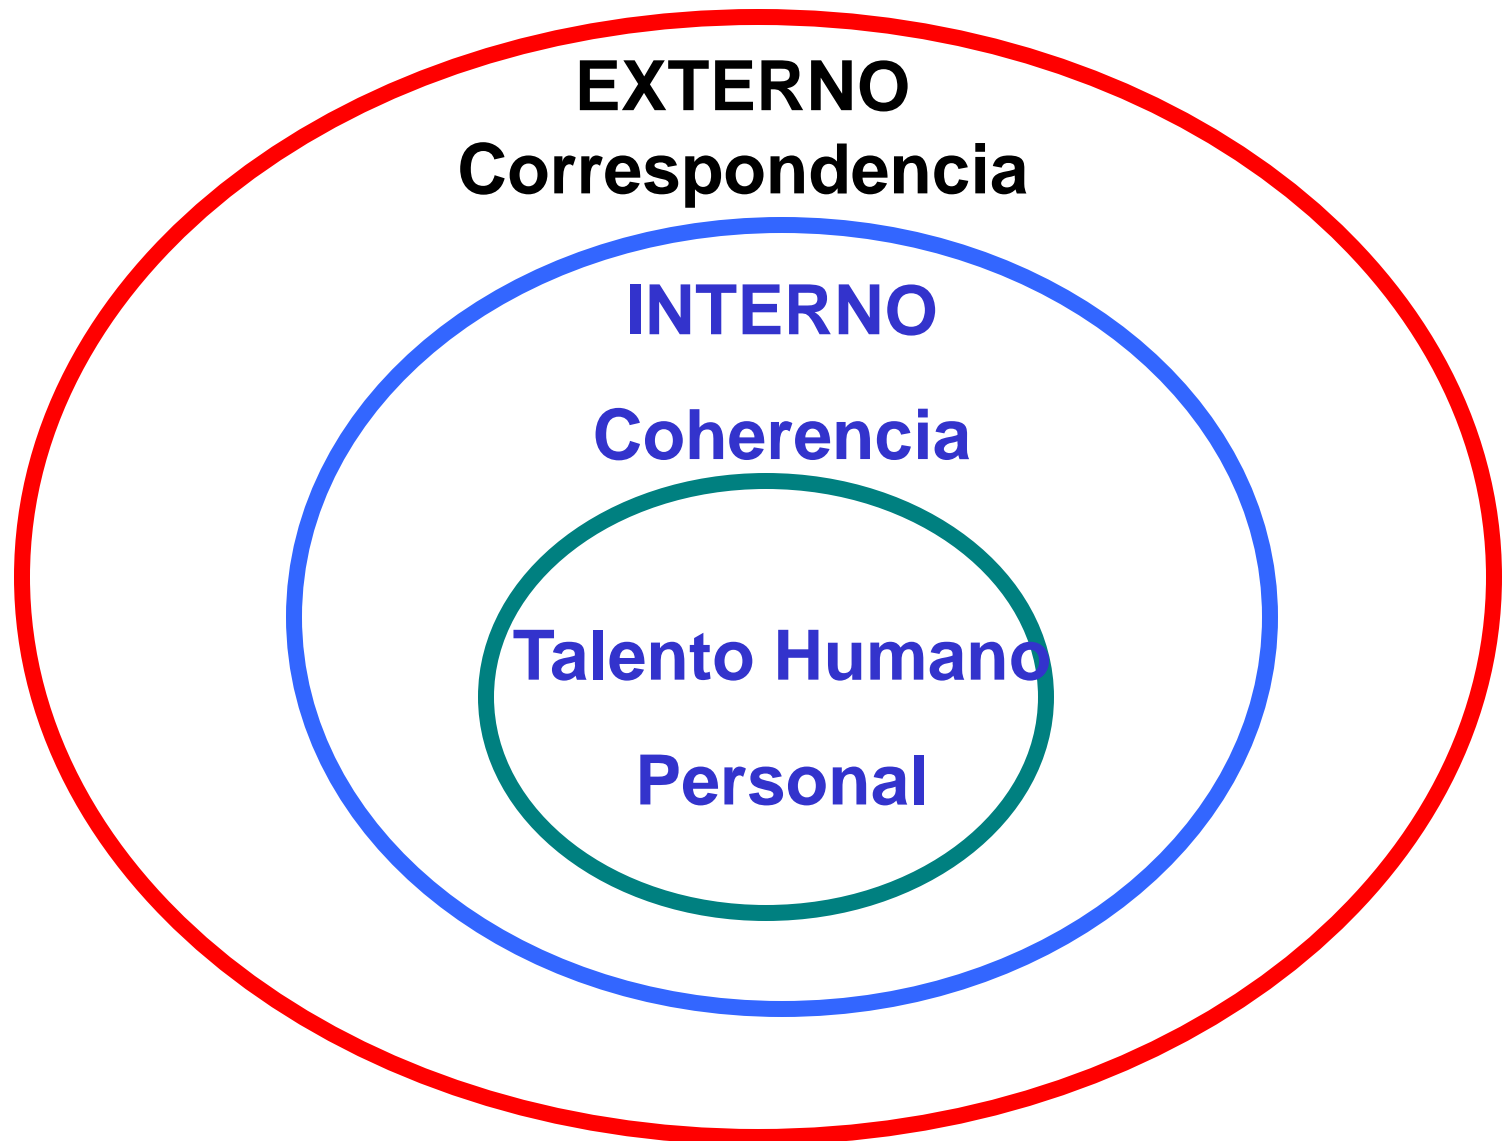 EXTERNO
Correspondencia
INTERNO
Coherencia
Talento Humano
Personal